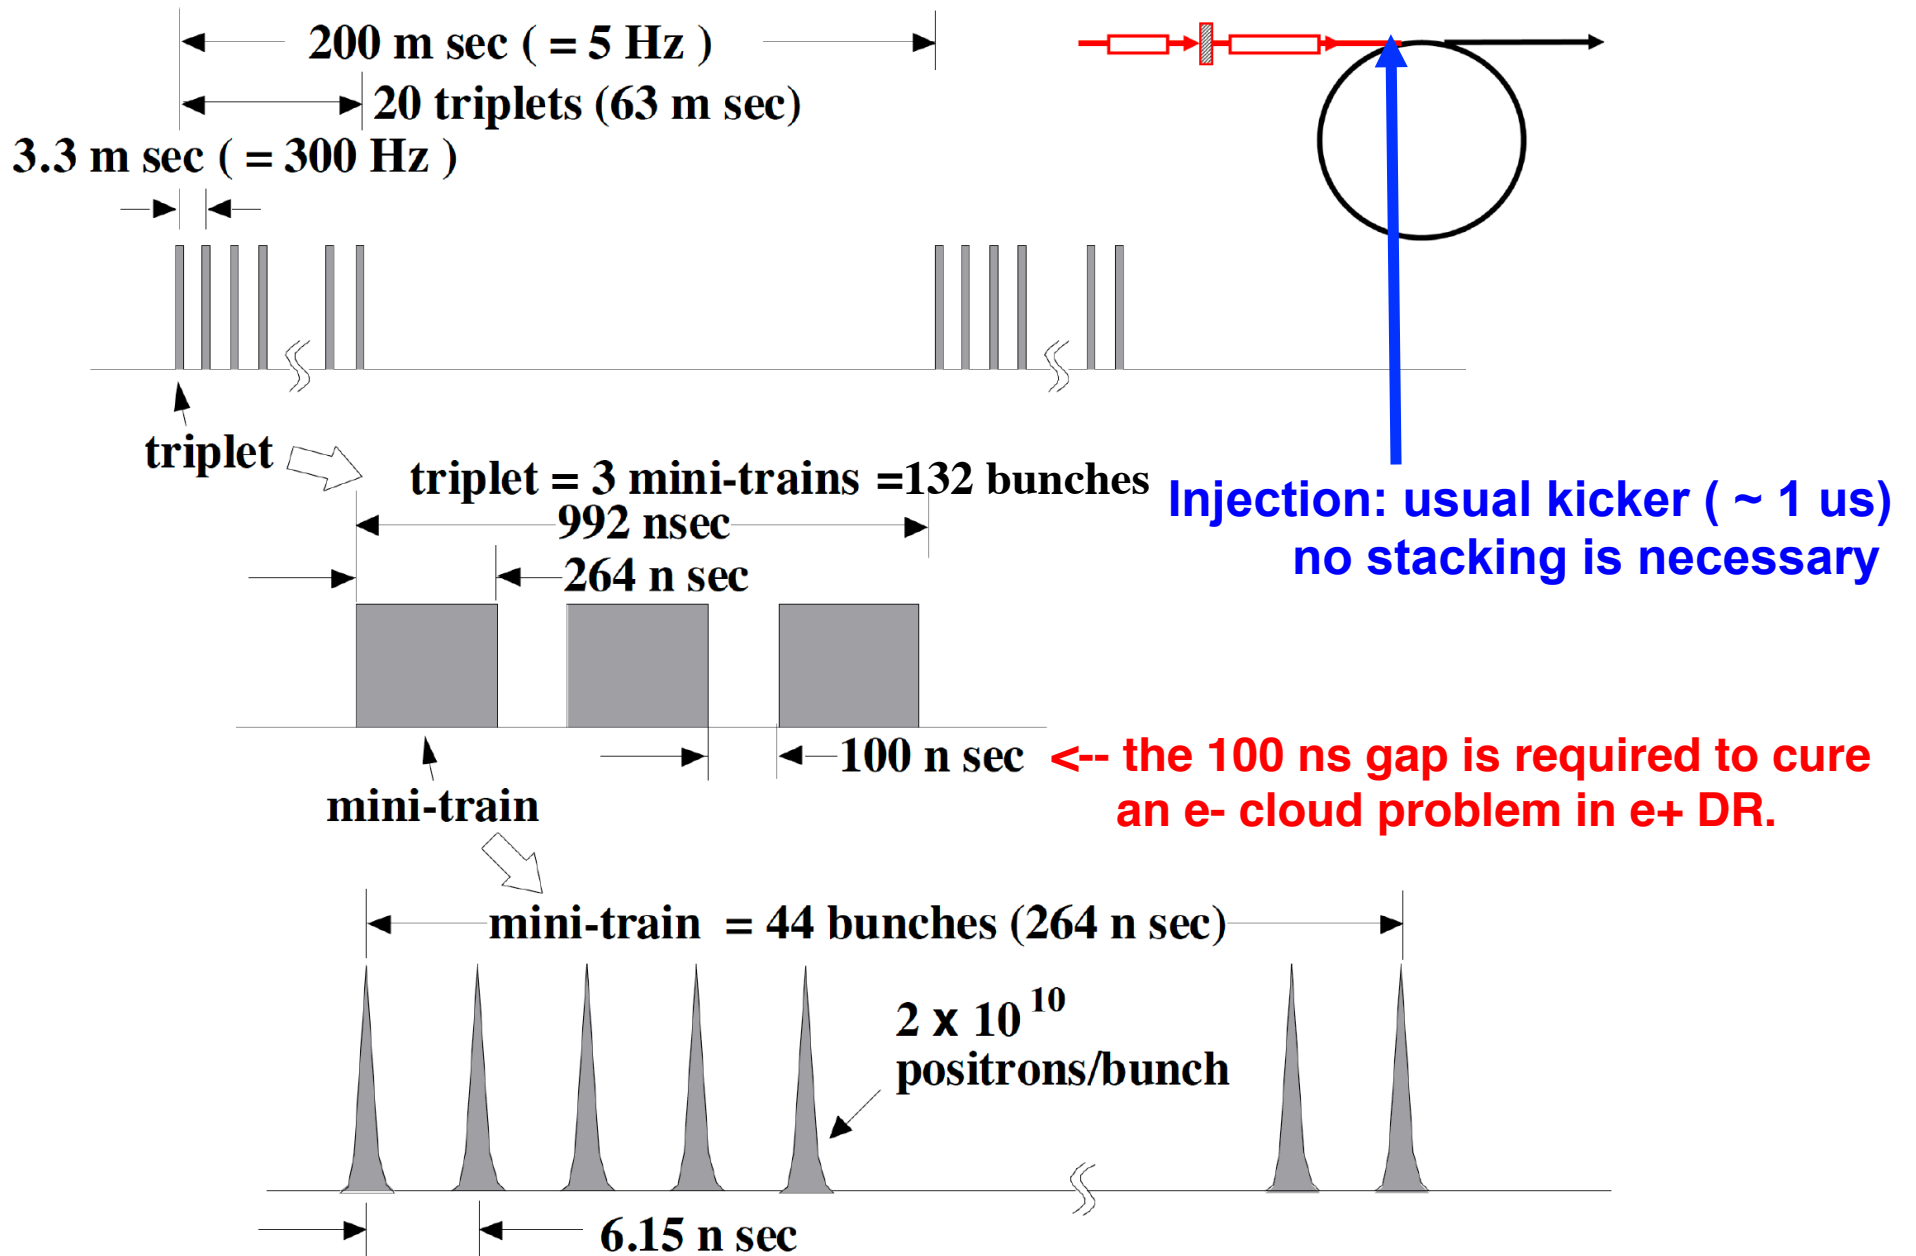 200 m sec ( = 5 Hz )
20 triplets (63 m sec)
3.3 m sec ( = 300 Hz )
triplet
triplet = 3 mini-trains =132 bunches
992 nsec
264 n sec
Injection: usual kicker ( ~ 1 us)
no stacking is necessary
100 n sec <-- the 100 ns gap is required to cure
an e- cloud problem in e+ DR.
mini-train
mini-train = 44 bunches (264 n sec)
2 x 10 10
positrons/bunch
6.15 n sec